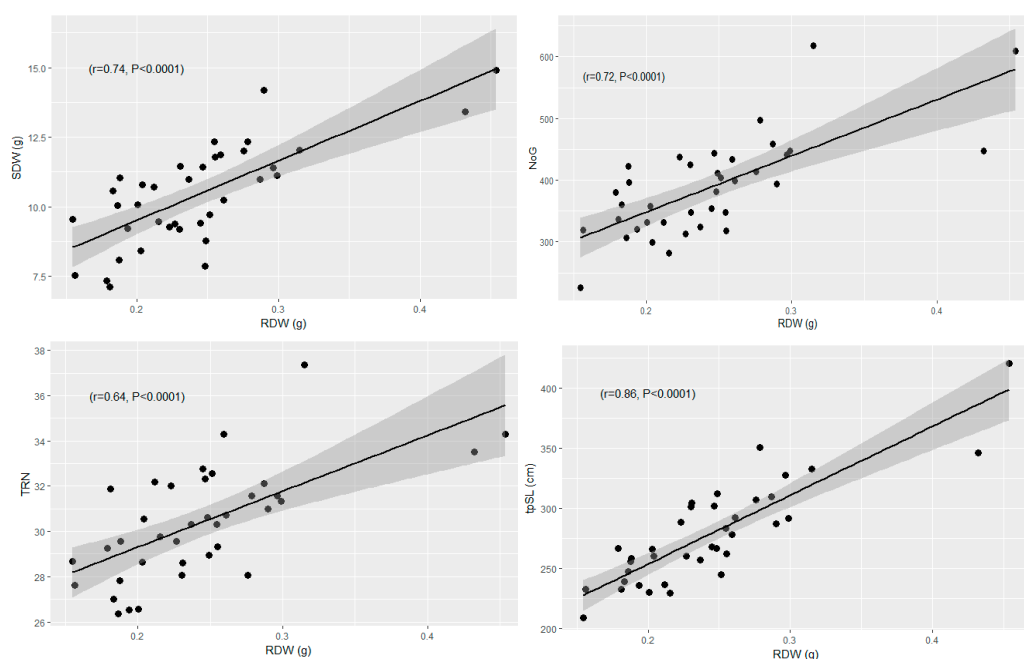 (r=0.74, P<0.0001)
SDW (g)
15.0
12.5
10.0
7.5
0.2 0.3 0.4
RDW (g)
(r=0.72, P<0.0001)
NoG
600
500
400
300
0.2 0.3 0.4
RDW (g)
(r=0.64, P<0.0001)
TRN
38
36
34
32
30
28
26
0.2 0.3 0.4
RDW (g)
(r=0.86, P<0.0001)
tpSL (cm)
400
300
250
200
0.2 0.3 0.4
RDW (g)